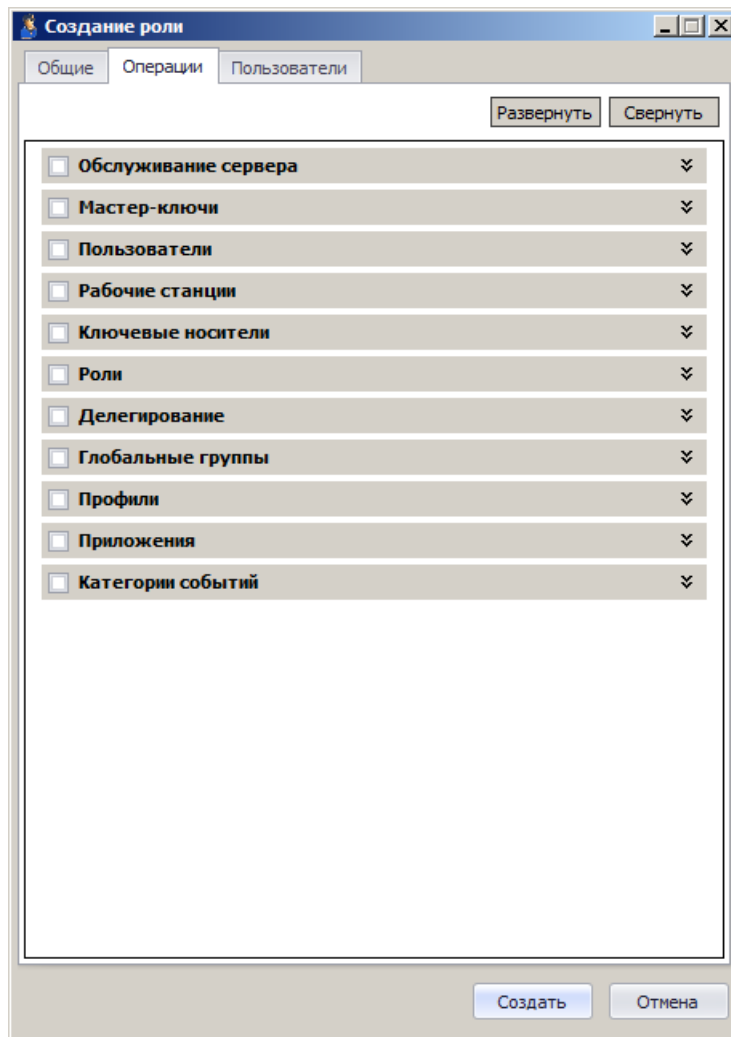 Создание роли
Общие Операции Пользователи
Развернуть Свернуть
Обслуживание сервера
Мастер-ключи
Пользователи
Рабочие станции
Ключевые носители
Роли
Делегирование
Глобальные группы
Профили
Приложения
Категории событий
Создать Отмена